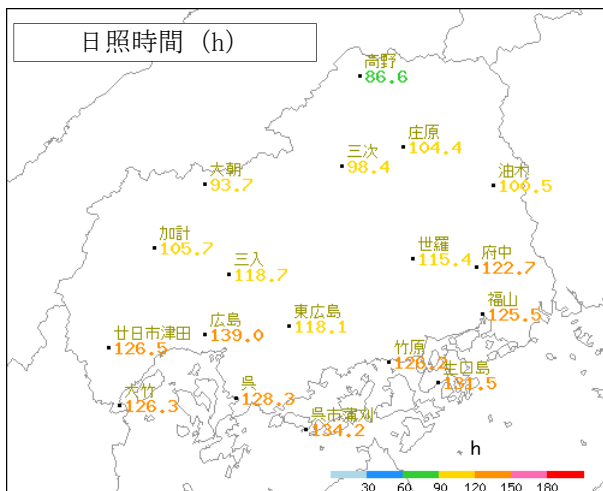 日照時間 (h)
高野
86.6
庄原
104.4
三次
98.4
大朝
93.7
油木
100.5
加計
105.7
世羅
115.4
府中
122.7
三入
118.7
福山
125.5
東広島
118.1
広島
139.0
廿日市津田
126.5
竹原
126.2
生口島
131.5
大竹
126.3
呉
128.3
呉市蒲刈
134.2
h
30 60 90 120 150 180